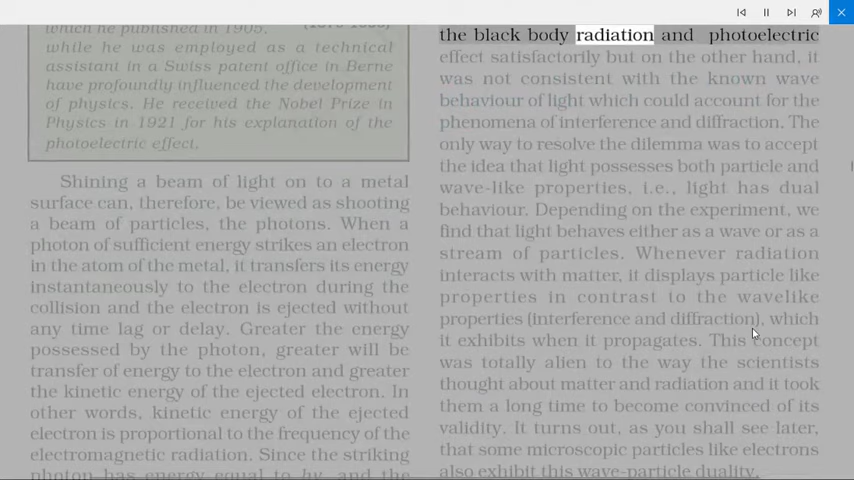 which he published in 1905,
while he was employed as a technical
assistant in a Swiss patent office in Berne
have profoundly influenced the development
of physics. He received the Nobel Prize in
Physics in 1921 for his explanation of the
photoelectric effect.
Shining a beam of light on to a metal
surface can, therefore, be viewed as shooting
a beam of particles, the photons. When a
photon of sufficient energy strikes an electron
in the atom of the metal, it transfers its energy
instantaneously to the electron during the
collision and the electron is ejected without
any time lag or delay. Greater the energy
possessed by the photon, greater will be
transfer of energy to the electron and greater
the kinetic energy of the ejected electron. In
other words, kinetic energy of the ejected
electron is proportional to the frequency of the
electromagnetic radiation. Since the striking
photon has energy equal to hν, and the
the black body radiation and photoelectric
effect satisfactorily but on the other hand, it
was not consistent with the known wave
behaviour of light which could account for the
phenomena of interference and diffraction. The
only way to resolve the dilemma was to accept
the idea that light possesses both particle and
wave-like properties, i.e., light has dual
behaviour. Depending on the experiment, we
find that light behaves either as a wave or as a
stream of particles. Whenever radiation
interacts with matter, it displays particle like
properties in contrast to the wavelike
properties (interference and diffraction), which
it exhibits when it propagates. This concept
was totally alien to the way the scientists
thought about matter and radiation and it took
them a long time to become convinced of its
validity. It turns out, as you shall see later,
that some microscopic particles like electrons
also exhibit this wave-particle duality.